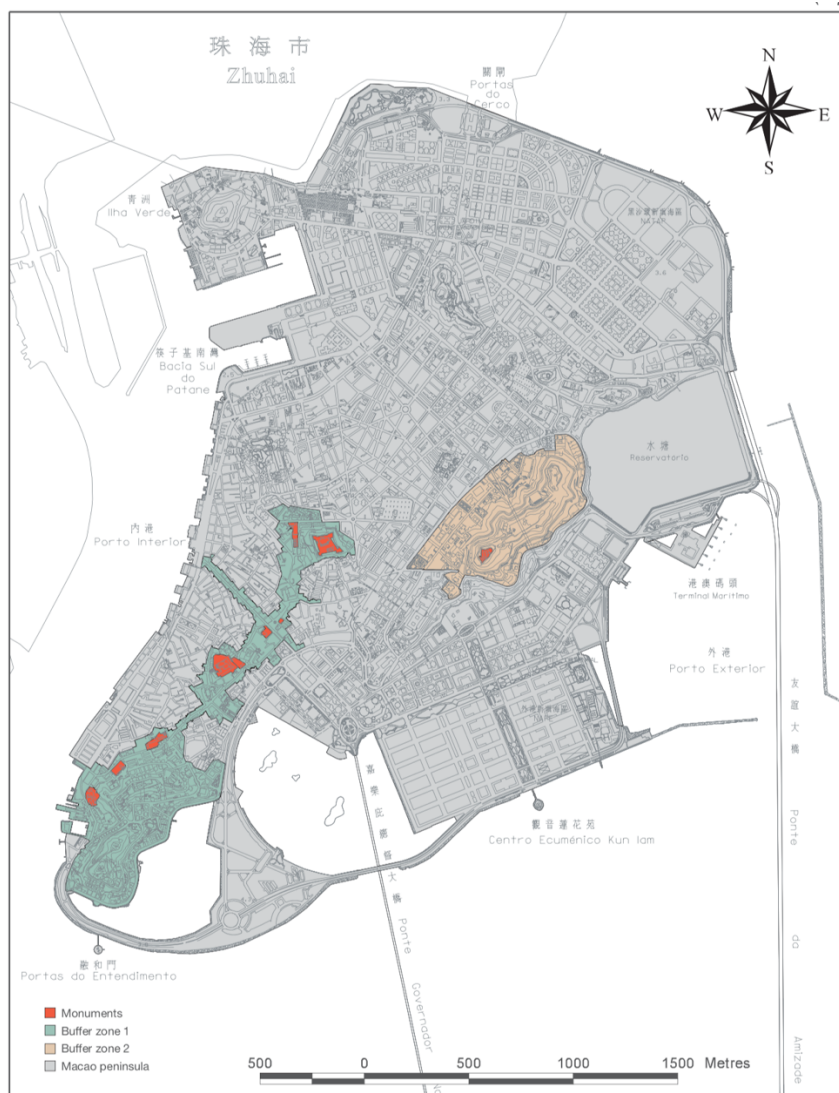 珠海市
Zhuhai
關閘
Portas
do
Cerco
N
W
E
S
青洲
Ilha Verde
3.6
筷子基南灣
Bacia Sul
do
Patane
水塘
Reservatorio
內港
Porto Interior
港澳碼頭
Terminal Maritimo
外港
Porto Exterior
友誼大橋 Ponte da Amizade
嘉樂庇總督大橋 Ponte Governador
觀音蓮花苑
Centro Ecuménico Kun Iam
融和門
Portas do Entendimento
Monuments
Buffer zone 1
Buffer zone 2
Macao peninsula
500
0
500
1000
1500 Metres